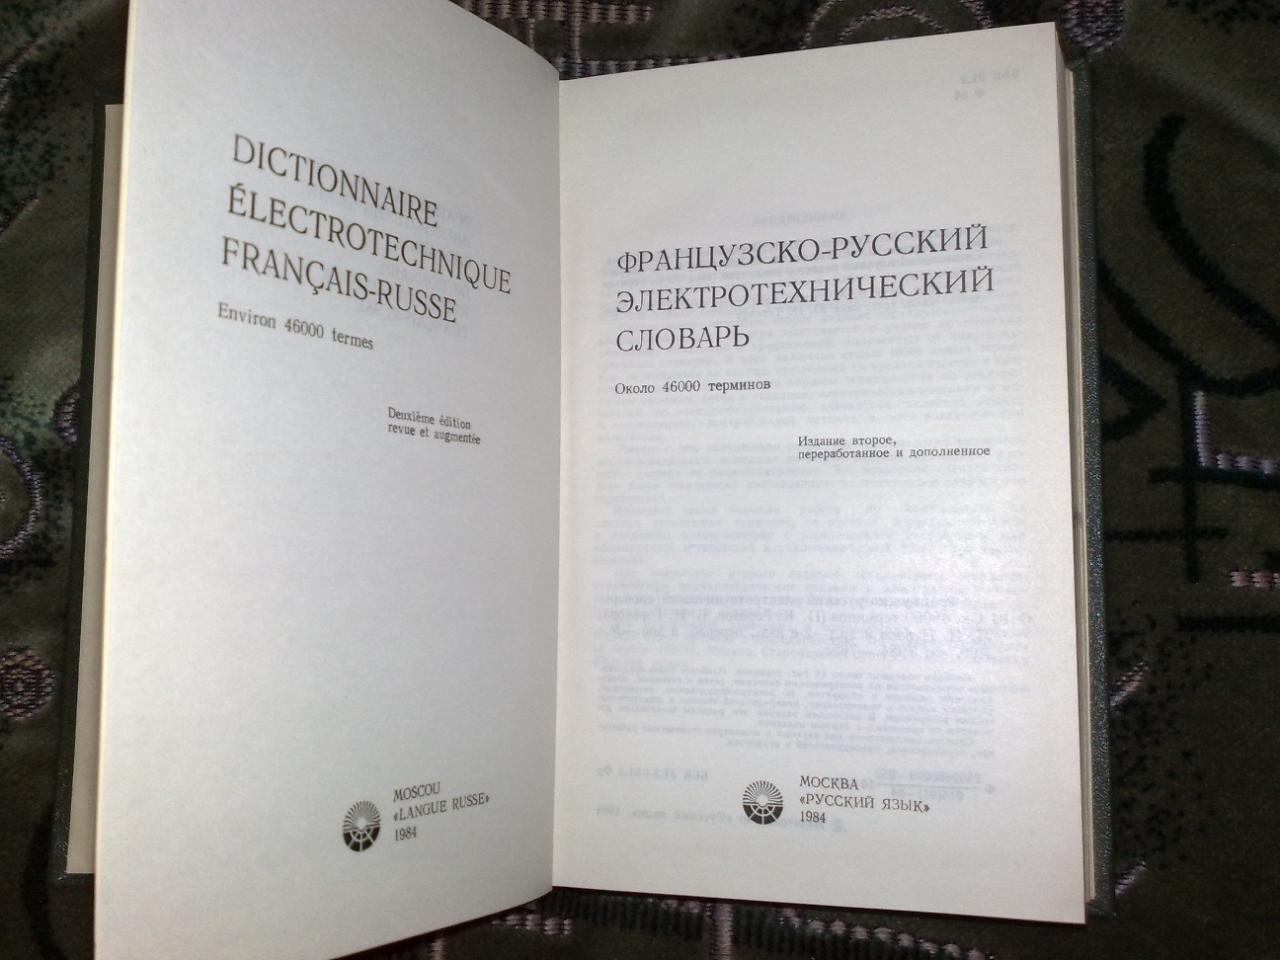 DICTIONNAIRE
ÉLECTROTECHNIQUE
FRANÇAIS-RUSSE
Environ 46000 termes
Deuxième édition
revue et augmentée
MOSCOU
«LANGUE RUSSE»
1984
ФРАНЦУЗСКО-РУССКИЙ
ЭЛЕКТРОТЕХНИЧЕСКИЙ
СЛОВАРЬ
Около 46000 терминов
Издание второе,
переработанное и дополненное
МОСКВА
«РУССКИЙ ЯЗЫК»
1984